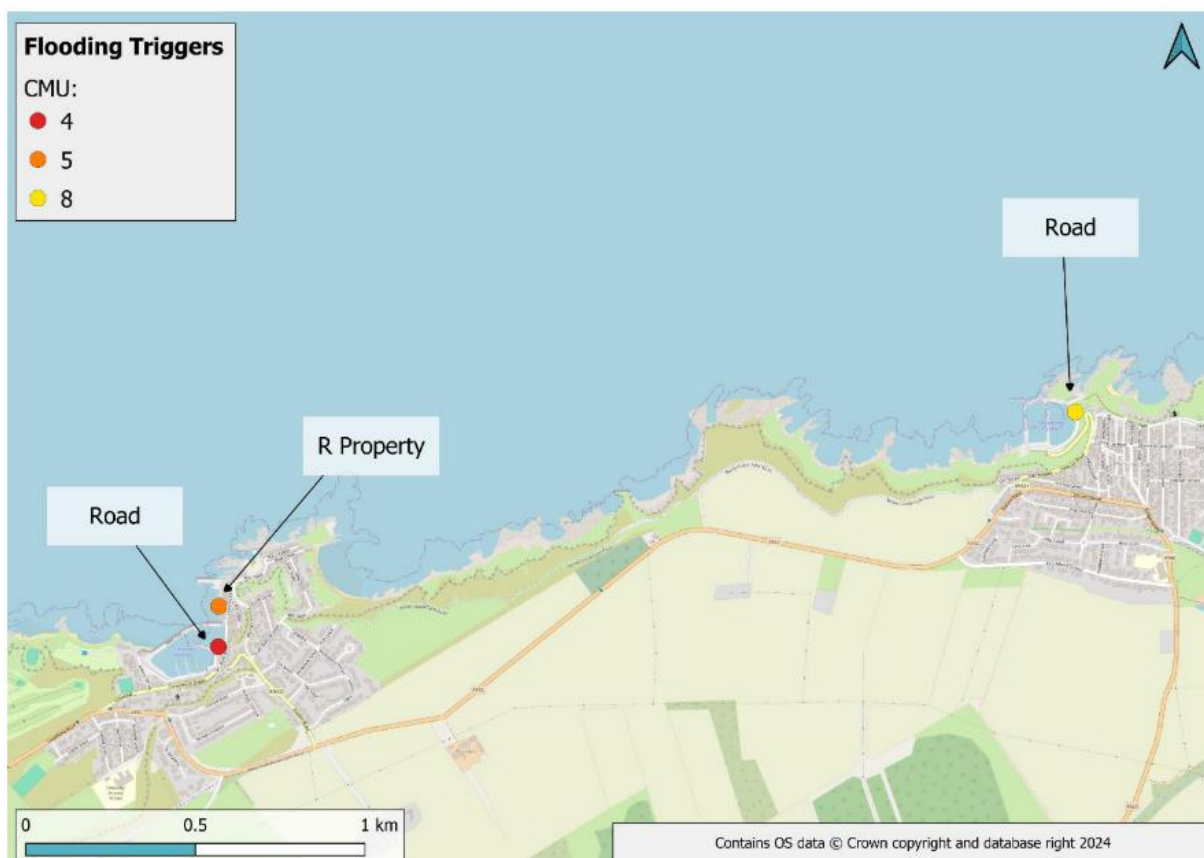 Flooding Triggers
CMU:
4
5
8
Road
R Property
Road
0 0.5 1 km
Contains OS data © Crown copyright and database right 2024